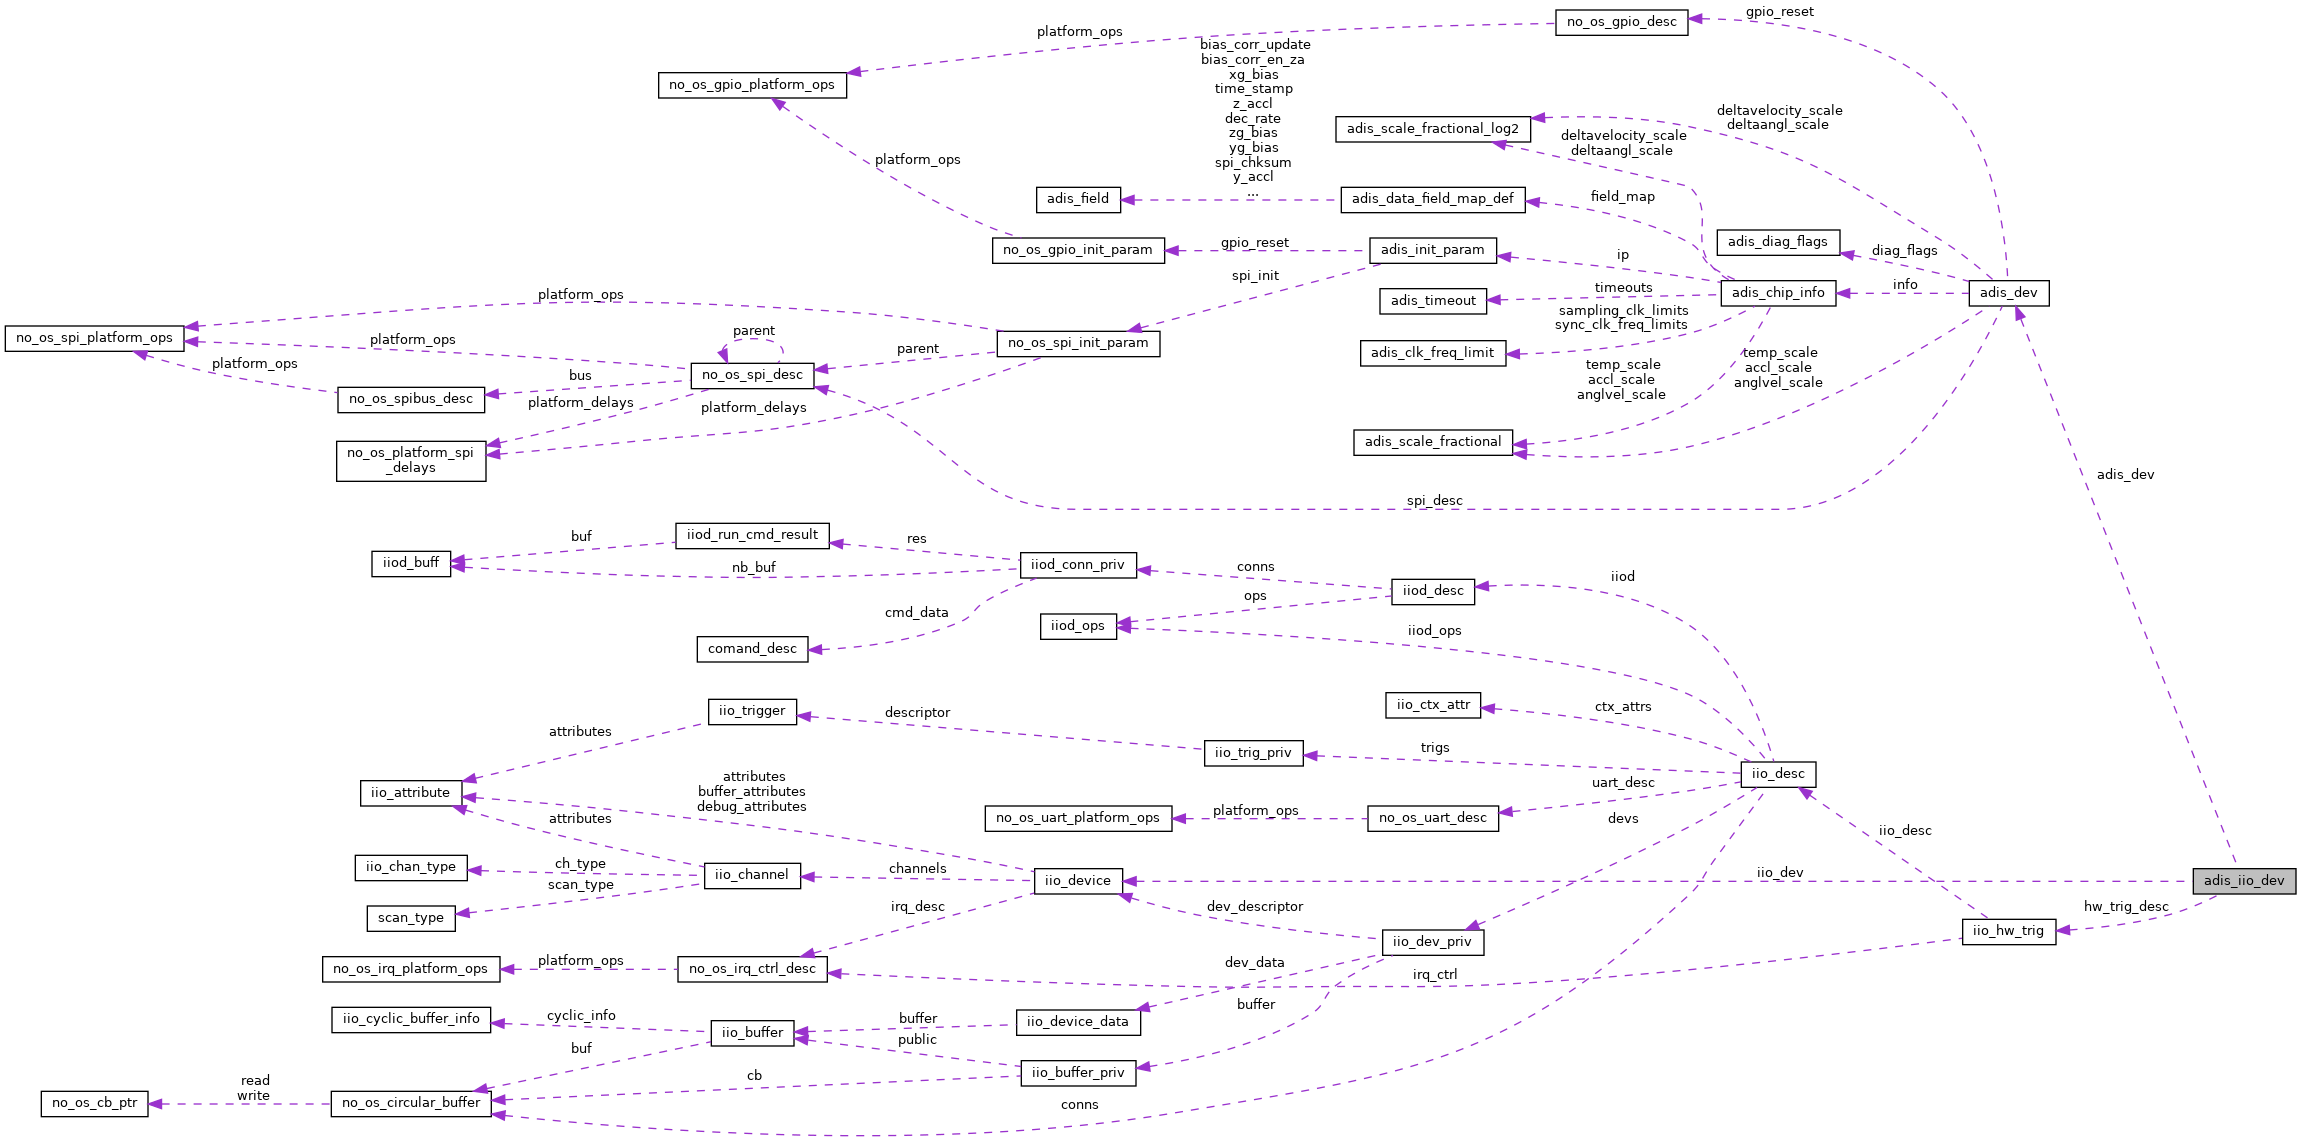 gpio_reset
no_os_gpio_desc
platform_ops
bias_corr_update
bias_corr_en_za
xg_bias
time_stamp
z_accl
dec_rate
zg_bias
yg_bias
spi_chksum
y_accl
...
no_os_gpio_platform_ops
deltavelocity_scale
deltaangl_scale
adis_scale_fractional_log2
deltavelocity_scale
deltaangl_scale
platform_ops
adis_field
adis_data_field_map_def
field_map
no_os_gpio_init_param
gpio_reset
adis_init_param
ip
adis_diag_flags
diag_flags
spi_init
adis_timeout
timeouts
adis_chip_info
info
adis_dev
platform_ops
sampling_clk_limits
sync_clk_freq_limits
no_os_spi_platform_ops
platform_ops
parent
no_os_spi_init_param
adis_clk_freq_limit
platform_ops
parent
no_os_spi_desc
bus
temp_scale
accl_scale
anglvel_scale
temp_scale
accl_scale
anglvel_scale
no_os_spibus_desc
platform_delays
platform_delays
no_os_platform_spi
_delays
adis_scale_fractional
adis_dev
spi_desc
iiod_run_cmd_result
buf
res
iiod_buff
nb_buf
iiod_conn_priv
conns
iiod
iiod_desc
ops
cmd_data
iiod_ops
iiod_ops
comand_desc
iio_trigger
descriptor
iio_ctx_attr
ctx_attrs
attributes
iio_trig_priv
trigs
iio_desc
attributes
buffer_attributes
debug_attributes
iio_attribute
uart_desc
attributes
no_os_uart_platform_ops
platform_ops
no_os_uart_desc
devs
iio_desc
iio_chan_type
ch_type
iio_channel
channels
iio_device
iio_dev
adis_iio_dev
scan_type
scan_type
irq_desc
dev_descriptor
hw_trig_desc
iio_hw_trig
iio_dev_priv
no_os_irq_platform_ops
platform_ops
no_os_irq_ctrl_desc
dev_data
irq_ctrl
buffer
iio_cyclic_buffer_info
cyclic_info
iio_buffer
buffer
iio_device_data
public
buf
iio_buffer_priv
cb
read
write
no_os_cb_ptr
no_os_circular_buffer
conns